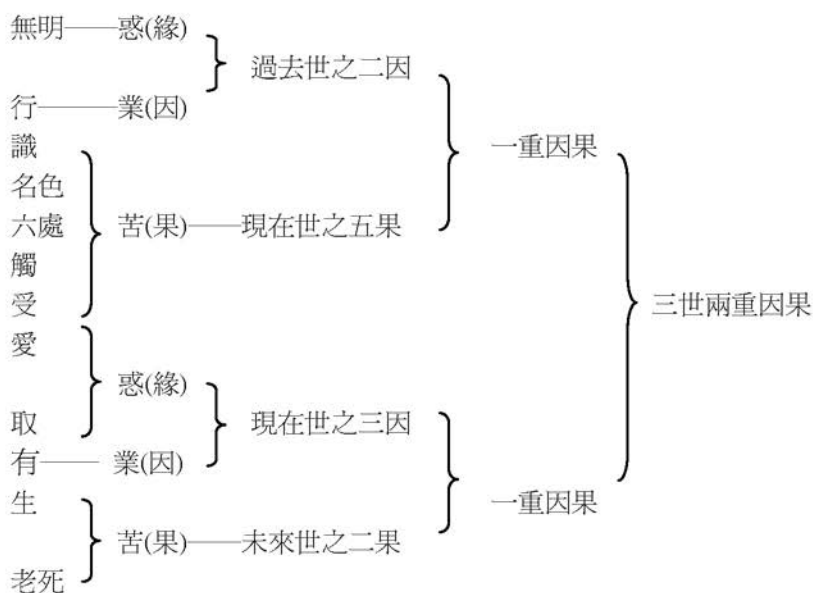 無明——惑(緣)
過去世之二因
行——業(因)
一重因果
識
名色
六處 苦(果)——現在世之五果
觸
受
三世兩重因果
愛
惑(緣)
取 現在世之三因
有—— 業(因)
生 一重因果
苦(果)——未來世之二果
老死